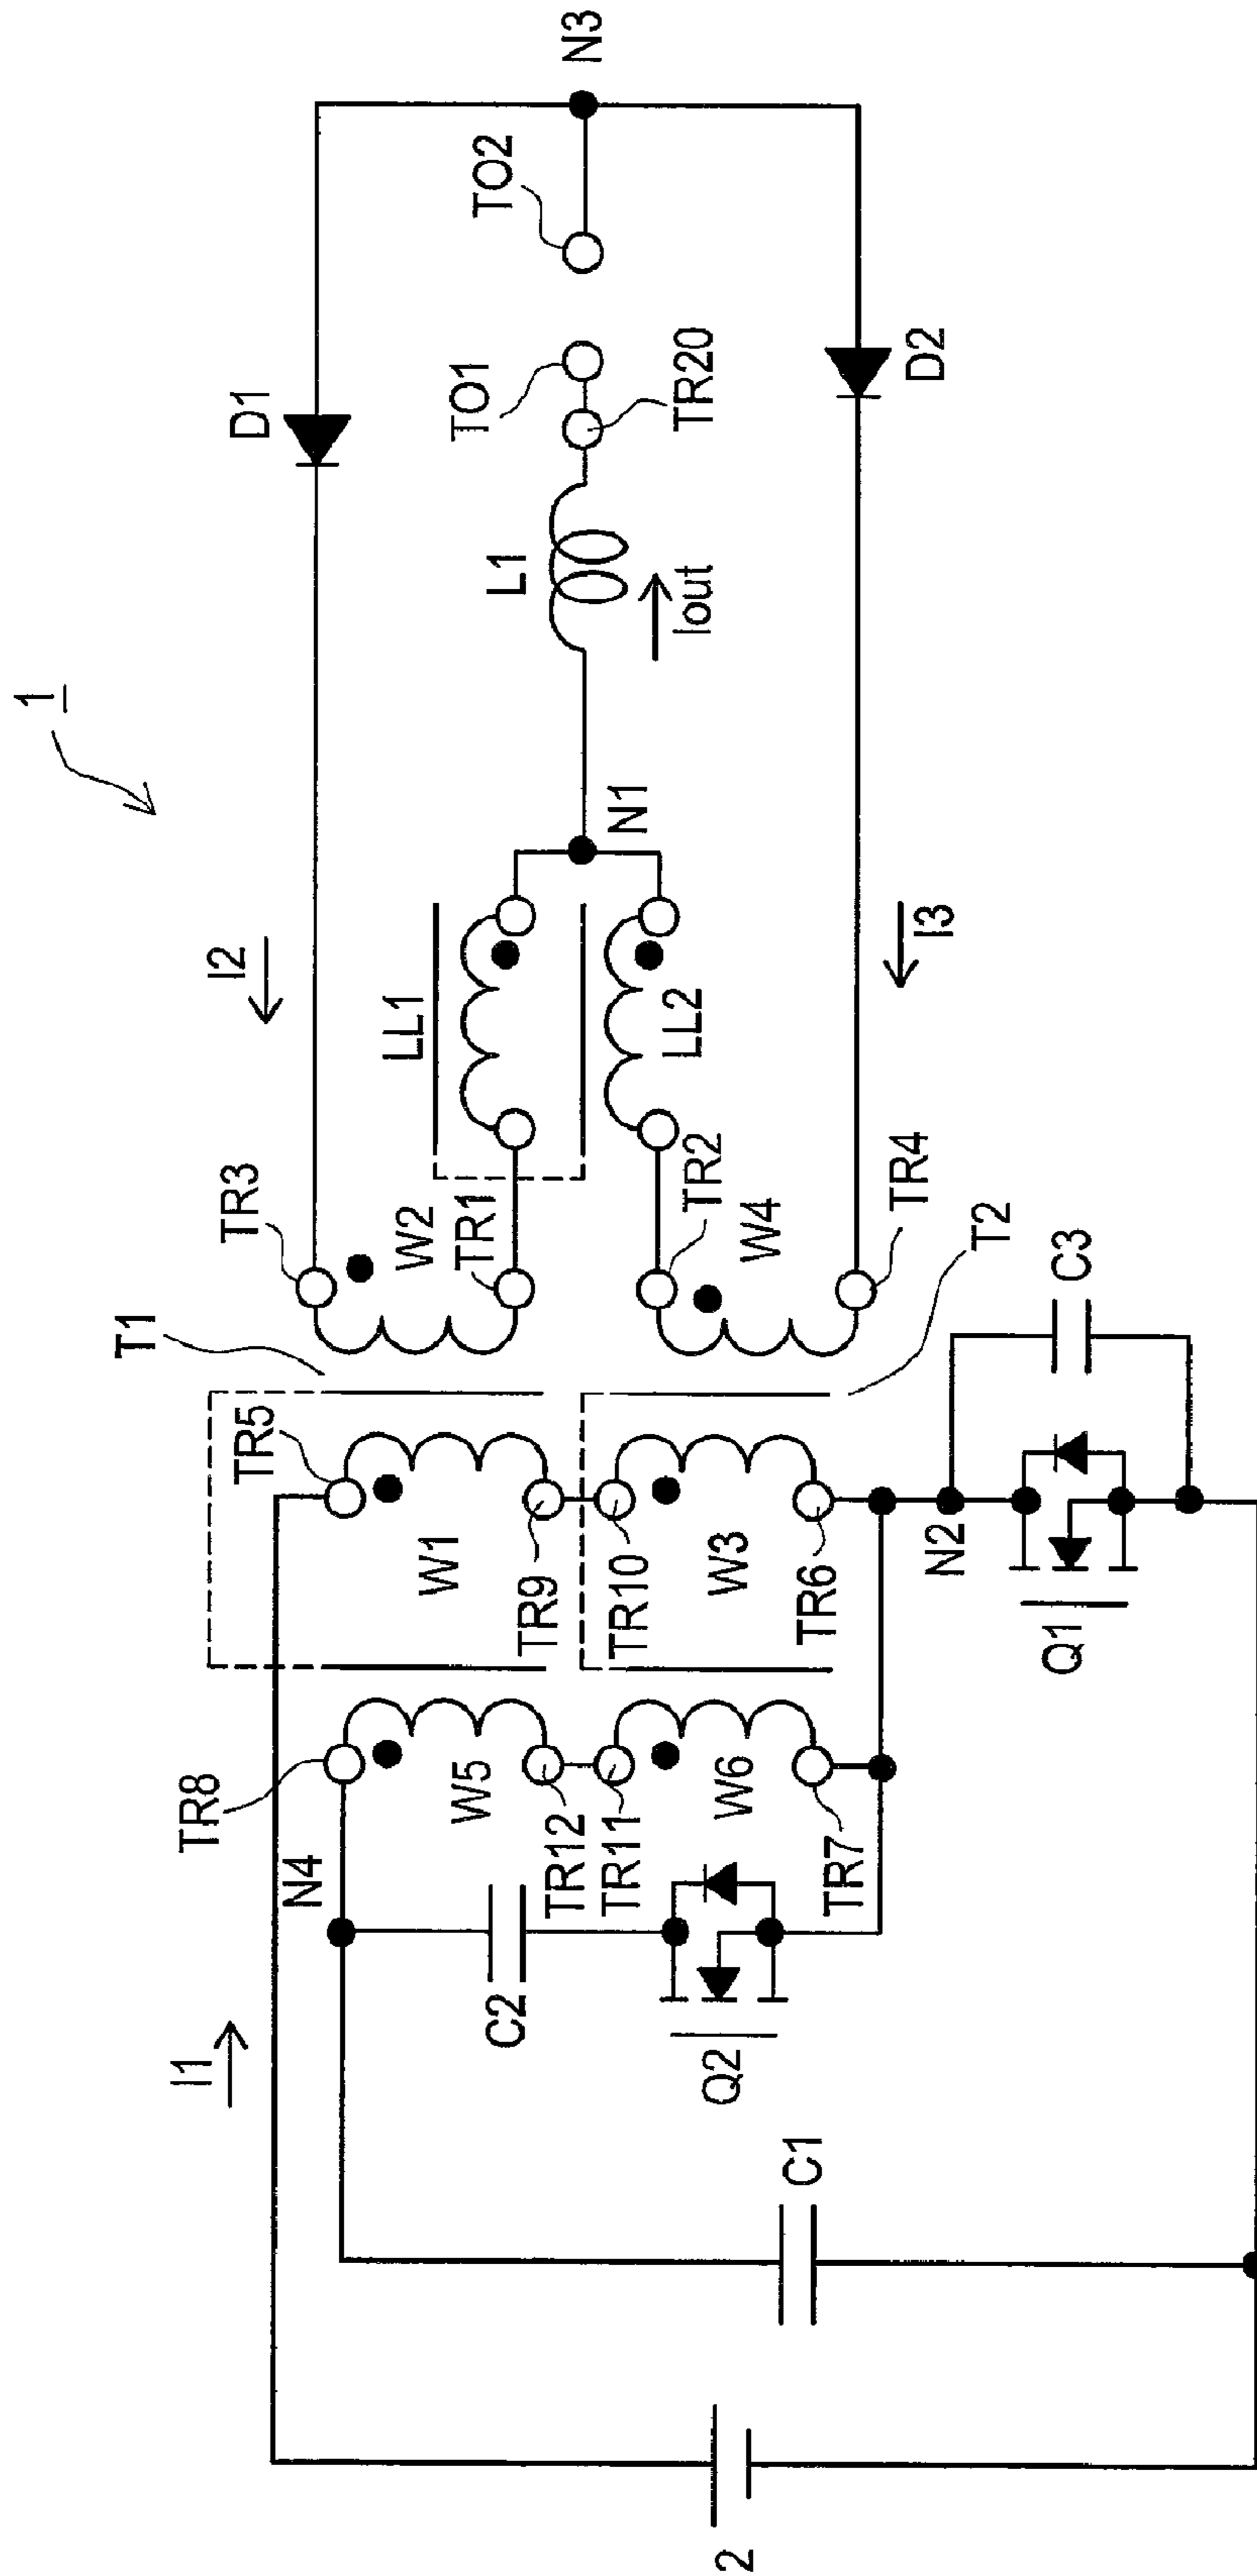 1
I1
I2
T1
TR8
TR5
TR3
D1
N3
N4
W5
W1
W2
LL1
L1
TO1
TO2
TR12
TR9
TR1
N1
Iout
TR20
C2
TR11
TR10
TR2
LL2
W6
W3
W4
Q2
TR7
TR6
TR4
D2
I3
2
C1
N2
T2
Q1
C3